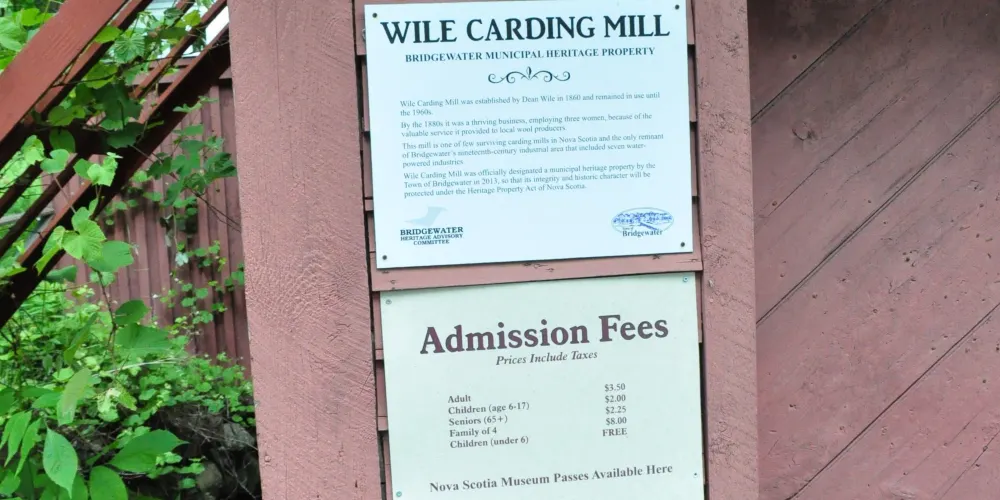 WILE CARDING MILL
BRIDGEWATER MUNICIPAL HERITAGE PROPERTY
Wile Carding Mill was established by Dean Wile in 1860 and remained in use until
the 1960s.
By the 1880s it was a thriving business, employing three women, because of the
valuable service it provided to local wool producers
This mill is one of few surviving carding mills in Nova Scotia and the only remnant
of Bridgewater's nineteenth-century industrial area that included seven water-
powered industries
Wile Carding Mill was officially designated a municipal heritage property by the
Town of Bridgewater in 2013, so that its integrity and historic character will be
protected under the Heritage Property Act of Nova Scotia.
BRIDGEWATER
HERITAGE ADVISORY
COMMITTEE
Bridgewater
Admission Fees
Prices Include Taxes
Adult $3.50
Children (age 6-17) $2.00
Seniors (65+) $2.25
Family of 4 $8.00
Children (under 6) FREE
Nova Scotia Museum Passes Available Here